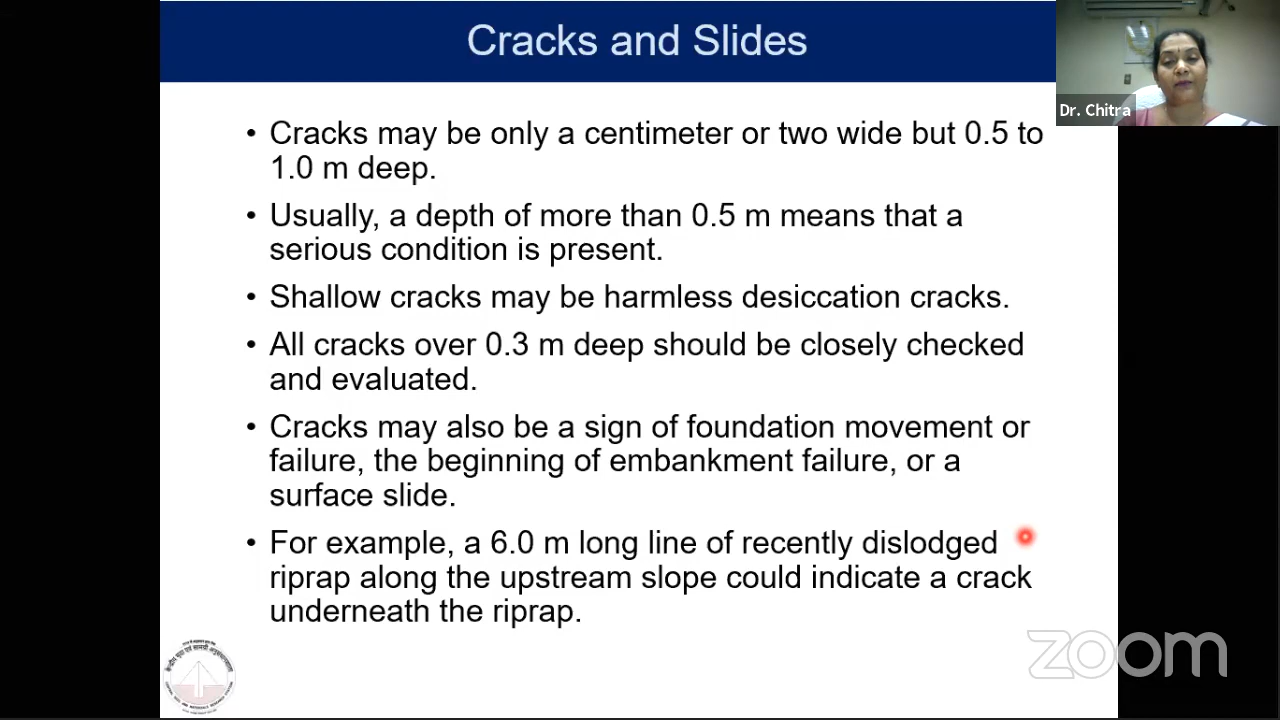 Cracks and Slides
Dr. Chitra
• Cracks may be only a centimeter or two wide but 0.5 to
1.0 m deep.
• Usually, a depth of more than 0.5 m means that a
serious condition is present.
• Shallow cracks may be harmless desiccation cracks.
• All cracks over 0.3 m deep should be closely checked
and evaluated.
• Cracks may also be a sign of foundation movement or
failure, the beginning of embankment failure, or a
surface slide.
• For example, a 6.0 m long line of recently dislodged
riprap along the upstream slope could indicate a crack
underneath the riprap.
zoom